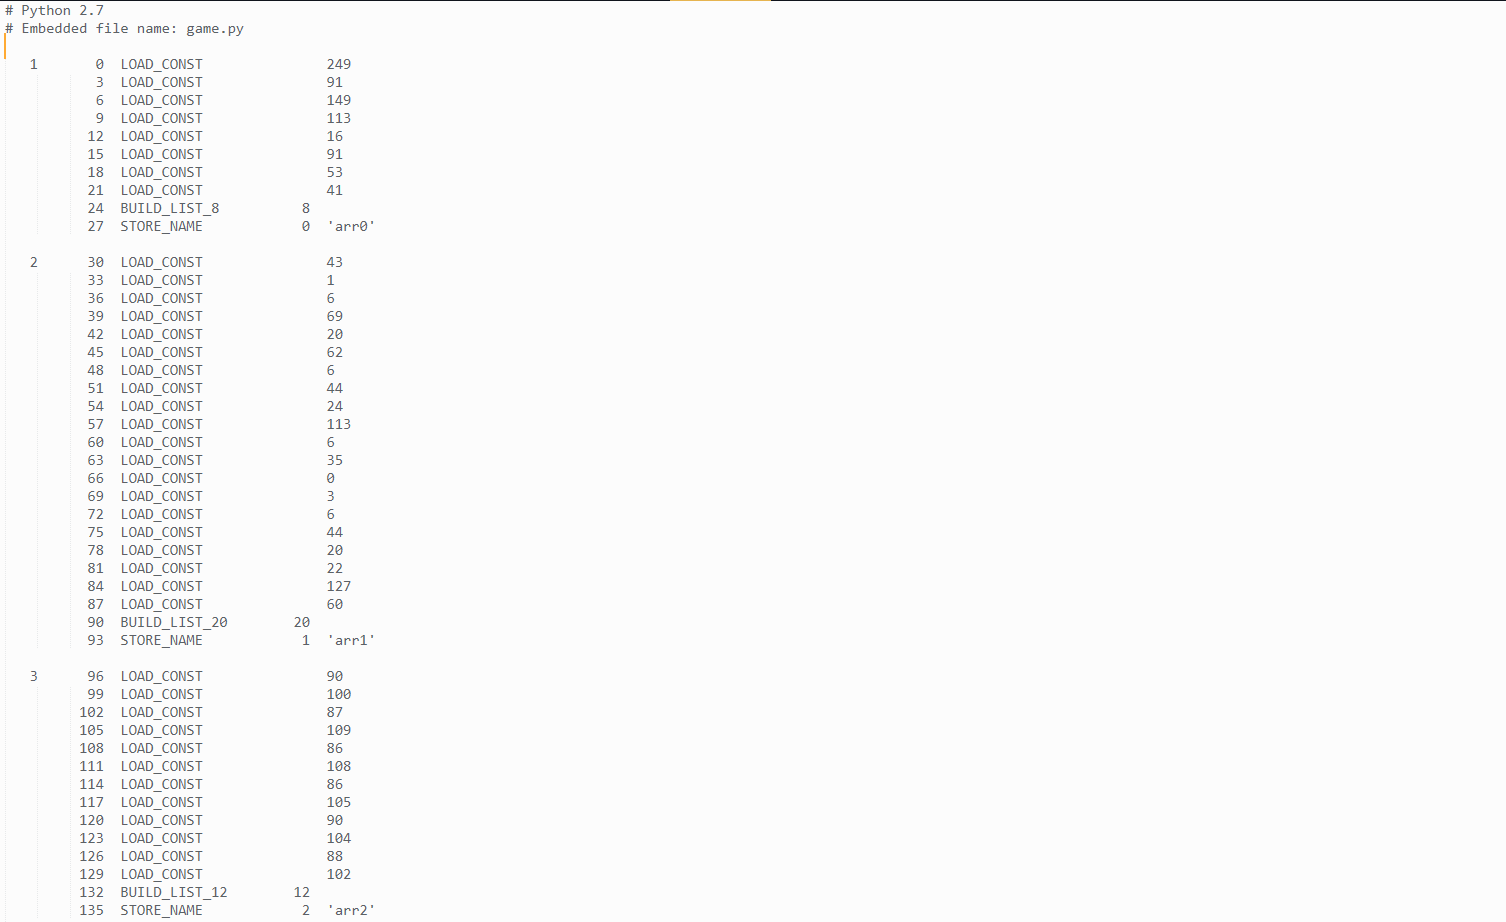 # Python 2.7
# Embedded file name: game.py
1 0 LOAD_CONST 249
3 LOAD_CONST 91
6 LOAD_CONST 149
9 LOAD_CONST 113
12 LOAD_CONST 16
15 LOAD_CONST 91
18 LOAD_CONST 53
21 LOAD_CONST 41
24 BUILD_LIST_8 8
27 STORE_NAME 0 'arr0'
2 30 LOAD_CONST 43
33 LOAD_CONST 1
36 LOAD_CONST 6
39 LOAD_CONST 69
42 LOAD_CONST 20
45 LOAD_CONST 62
48 LOAD_CONST 6
51 LOAD_CONST 44
54 LOAD_CONST 24
57 LOAD_CONST 113
60 LOAD_CONST 6
63 LOAD_CONST 35
66 LOAD_CONST 0
69 LOAD_CONST 3
72 LOAD_CONST 6
75 LOAD_CONST 44
78 LOAD_CONST 20
81 LOAD_CONST 22
84 LOAD_CONST 127
87 LOAD_CONST 60
90 BUILD_LIST_20 20
93 STORE_NAME 1 'arr1'
3 96 LOAD_CONST 90
99 LOAD_CONST 100
102 LOAD_CONST 87
105 LOAD_CONST 109
108 LOAD_CONST 86
111 LOAD_CONST 108
114 LOAD_CONST 86
117 LOAD_CONST 105
120 LOAD_CONST 90
123 LOAD_CONST 104
126 LOAD_CONST 88
129 LOAD_CONST 102
132 BUILD_LIST_12 12
135 STORE_NAME 2 'arr2'